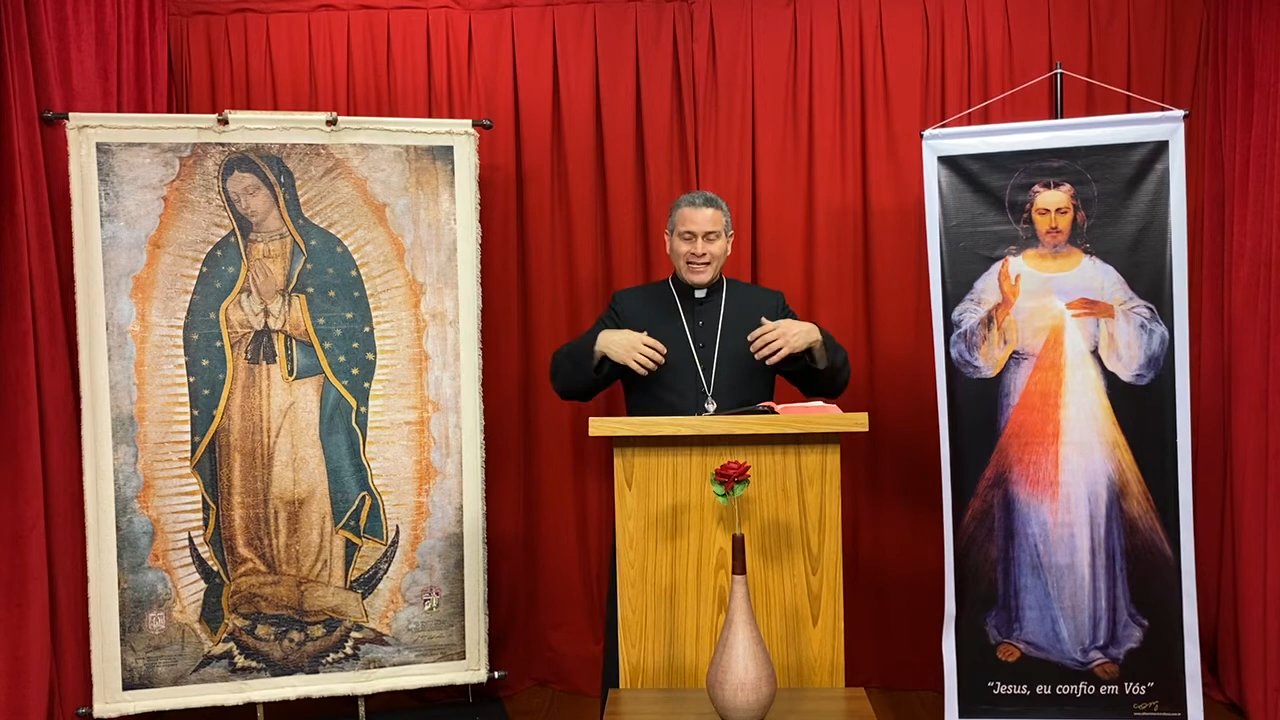 “Jesus, eu confio em Vós”